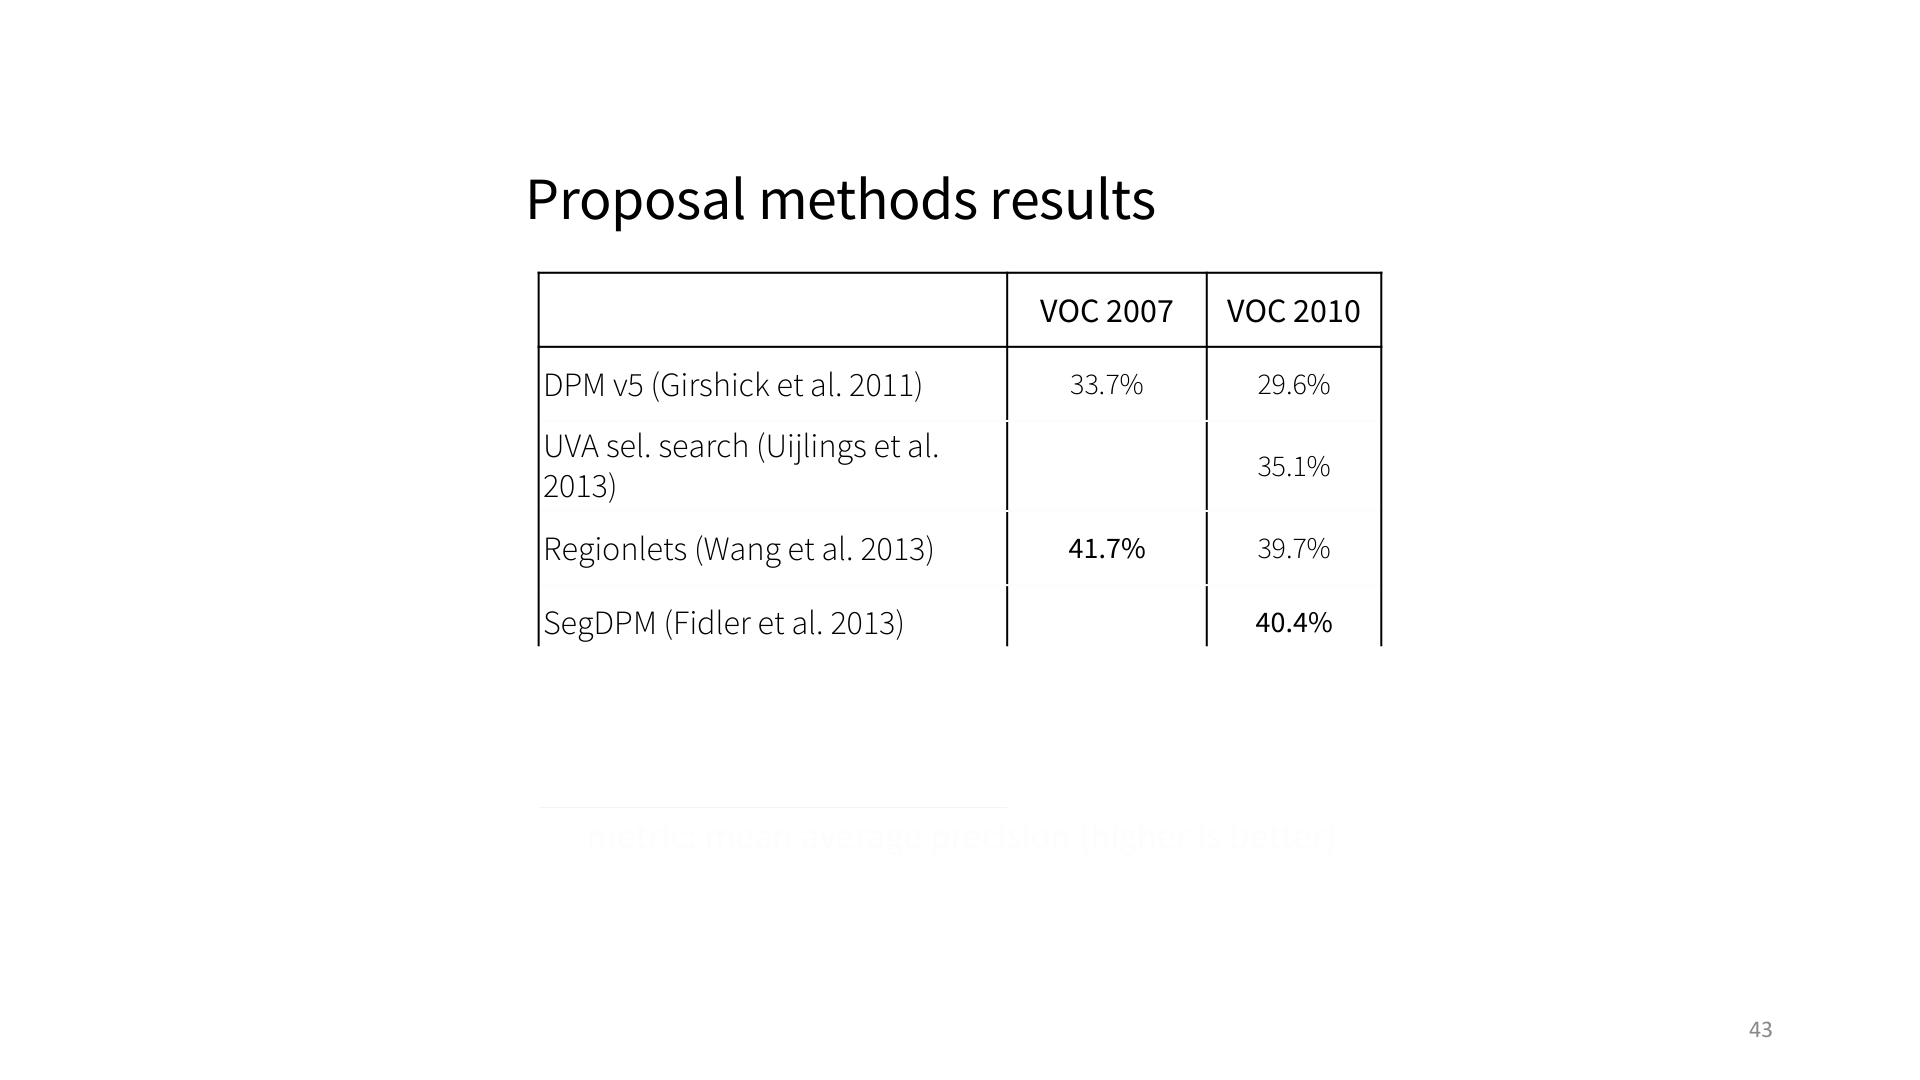 Proposal methods results
VOC 2007 VOC 2010
DPM v5 (Girshick et al. 2011) 33.7% 29.6%
UVA sel. search (Uijlings et al.
2013) 35.1%
Regionlets (Wang et al. 2013) 41.7% 39.7%
SegDPM (Fidler et al. 2013) 40.4%
metric: mean average precision (higher is better)
43